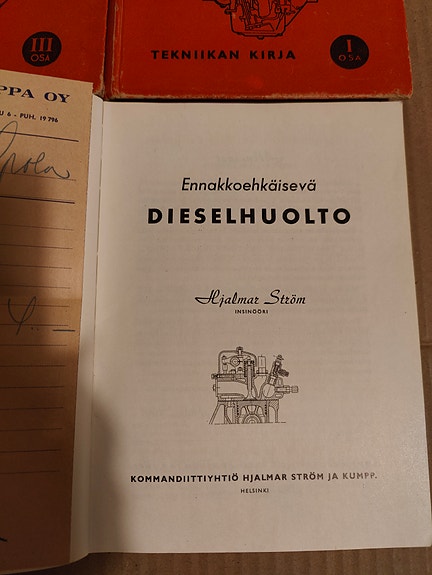 III
OSA
TEKNIIKAN KIRJA
I
OSA
PPA OY
U 6 - PUH. 19 796
Ennakkoehkäisevä
DIESELHUOLTO
Hjalmar Ström
INSINÖÖRI
KOMMANDIITTIYHTIÖ HJALMAR STRÖM JA KUMPP.
HELSINKI